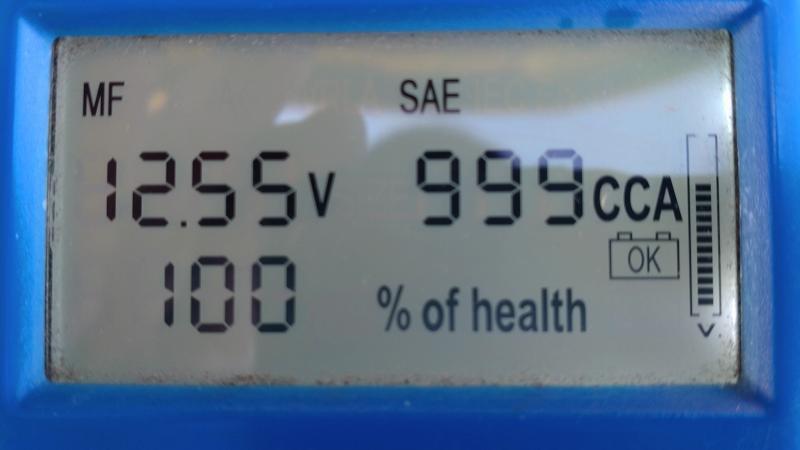 MF SAE
12.55V 999CCA
OK
100 % of health
V